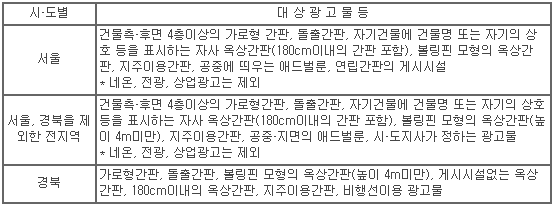 시·도별
대 상 광 고 물 등
서울
건물측·후면 4층이상의 가로형 간판, 돌출간판, 자기건물에 건물명 또는 자기의 상
호 등을 표시하는 자사 옥상간판(180cm이내의 간판 포함), 볼링핀 모형의 옥상간
판, 지주이용간판, 공중에 띄우는 애드벌룬, 연립간판의 게시시설
* 네온, 전광, 상업광고는 제외
서울, 경북을 제
외한 전지역
건물측·후면 4층이상의 가로형간판, 돌출간판, 자기건물에 건물명 또는 자기의 상호
등을 표시하는 자사 옥상간판(180cm이내의 간판 포함), 볼링핀 모형의 옥상간판(높
이 4m미만), 지주이용간판, 공중·지면의 애드벌룬, 시·도지사가 정하는 광고물
* 네온, 전광, 상업광고는 제외
경북
가로형간판, 돌출간판, 볼링핀 모형의 옥상간판(높이 4m미만), 게시시설없는 옥상
간판, 180cm이내의 옥상간판, 지주이용간판, 비행선이용 광고물